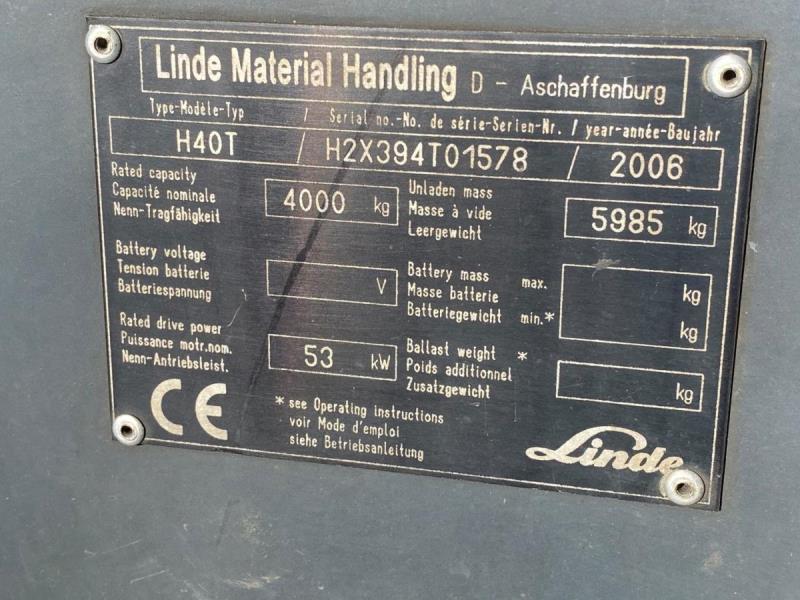 Linde Material Handling D - Aschaffenburg
Type-Modèle-Typ / Serial no.-No. de série-Serien-Nr. / year-année-Baujahr
H40T / H2X394T01578 / 2006
Rated capacity
Capacité nominale
Nenn-Tragfähigkeit
4000 kg
Unladen mass
Masse à vide
Leergewicht
5985 kg
Battery voltage
Tension batterie
Batteriespannung
V
Battery mass max.
Masse batterie
Batteriegewicht min.*
kg
kg
Rated drive power
Puissance motr.nom.
Nenn-Antriebsleist.
53 kW
Ballast weight *
Poids additionnel
Zusatzgewicht
kg
CE
* see Operating instructions
voir Mode d'emploi
siehe Betriebsanleitung
Linde